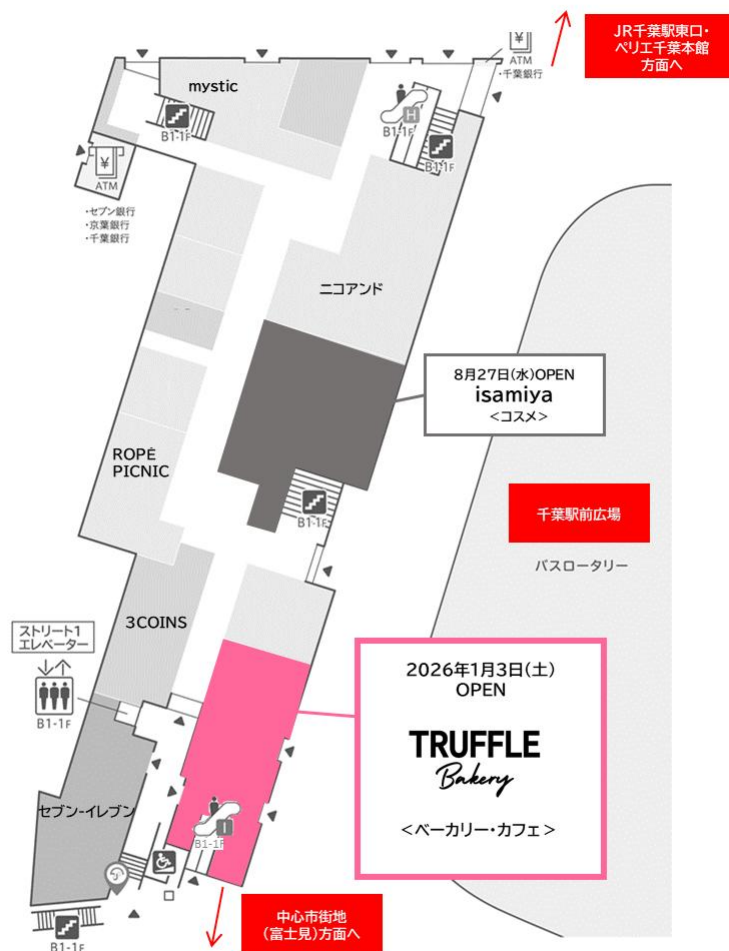 JR千葉駅東口・
ペリエ千葉本館
方面へ
¥
ATM
・千葉銀行
mystic
B1-1F
H
B1-1F
B1-1F
¥
ATM
・セブン銀行
・京葉銀行
・千葉銀行
ニコアンド
8月27日(水)OPEN
isamiya
<コスメ>
ROPÉ
PICNIC
B1-1F
千葉駅前広場
バスロータリー
3COINS
ストリート1
エレベーター
B1-1F
2026年1月3日(土)
OPEN
TRUFFLE
Bakery
<ベーカリー・カフェ>
セブン-イレブン
I
B1-1F
中心市街地
(富士見)方面へ
B1-1F